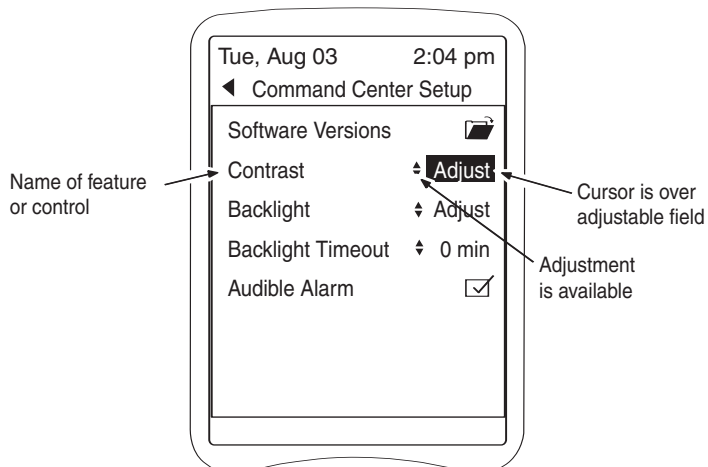 Tue, Aug 03 2:04 pm
Command Center Setup
Software Versions
Contrast Adjust
Backlight Adjust
Backlight Timeout 0 min
Audible Alarm
Name of feature
or control
Cursor is over
adjustable field
Adjustment
is available